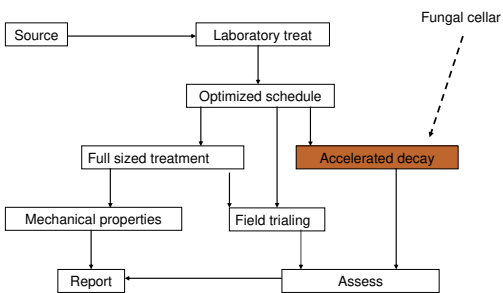 Fungal cellar
Source
Laboratory treat
Optimized schedule
Full sized treatment
Accelerated decay
Mechanical properties
Field trialing
Report
Assess